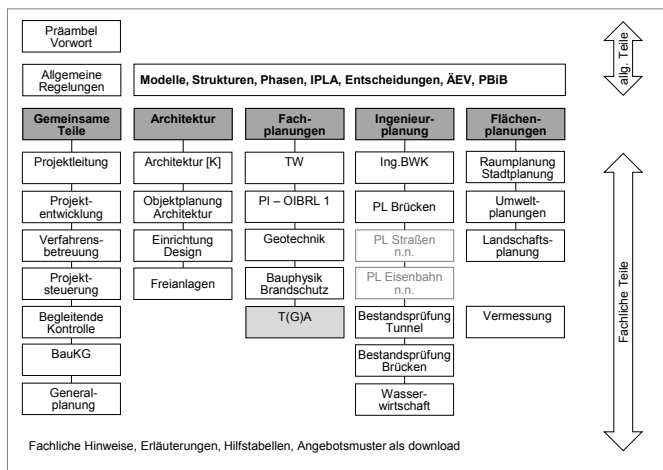 Präambel
Vorwort
Allgemeine
Regelungen
Modelle, Strukturen, Phasen, IPLA, Entscheidungen, ÄEV, PBiB
allg. Teile
Gemeinsame
Teile
Architektur
Fach-
planungen
Ingenieur-
planung
Flächen-
planungen
Projektleitung
Architektur [K]
TW
Ing.BWK
Raumplanung
Stadtplanung
Projekt-
entwicklung
Objektplanung
Architektur
PI – OIBRL 1
PL Brücken
Umwelt-
planungen
Verfahrens-
betreuung
Einrichtung
Design
Geotechnik
PL Straßen
n.n.
Landschafts-
planung
Projekt-
steuerung
Freianlagen
Bauphysik
Brandschutz
PL Eisenbahn
n.n.
Begleitende
Kontrolle
T(G)A
Bestandsprüfung
Tunnel
Vermessung
BauKG
Bestandsprüfung
Brücken
General-
planung
Wasser-
wirtschaft
Fachliche Teile
Fachliche Hinweise, Erläuterungen, Hilfstabellen, Angebotsmuster als download